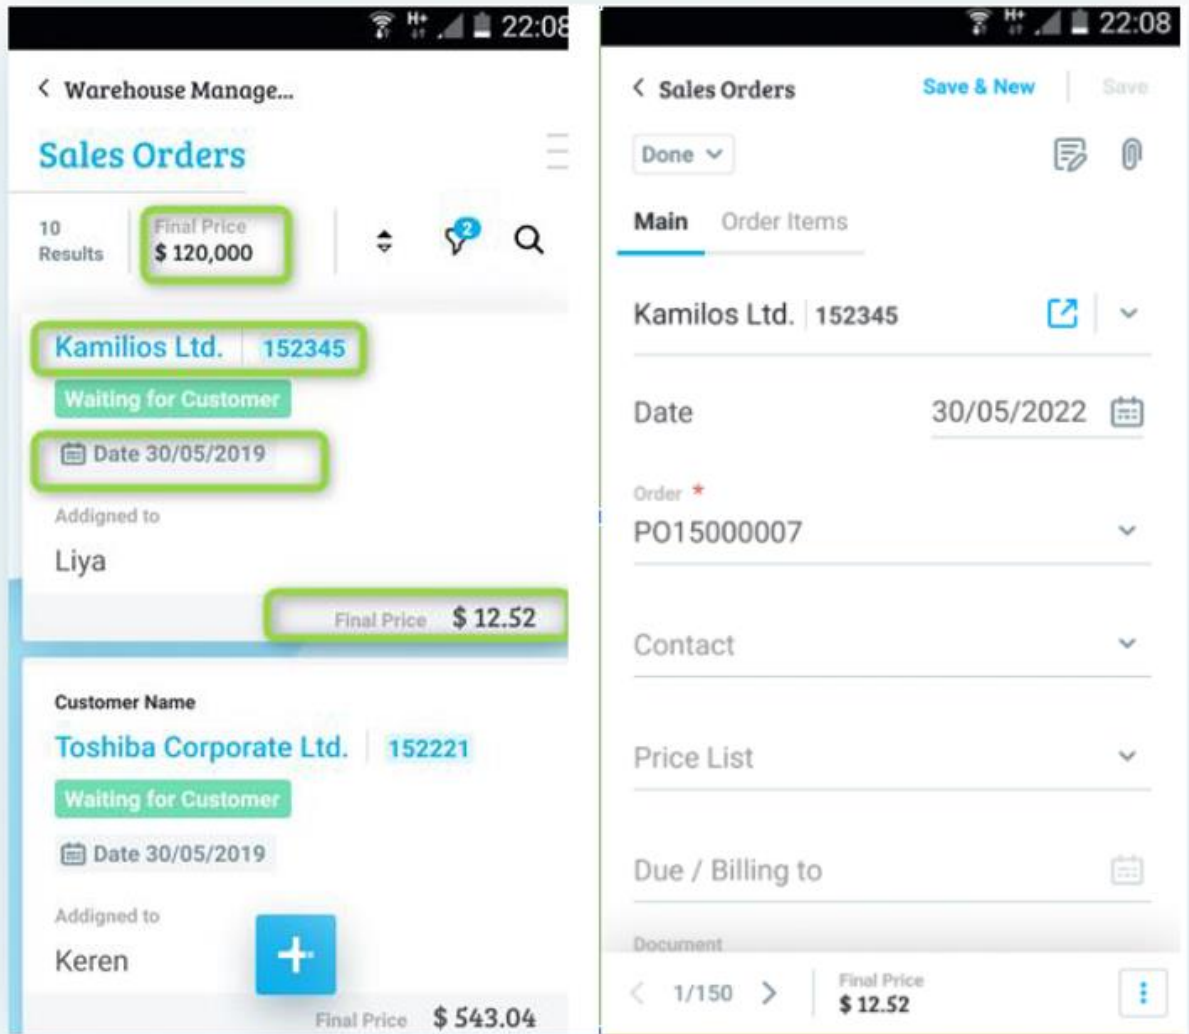 H+ 22:08
< Warehouse Manage...
Sales Orders
10 Results
Final Price
$ 120,000
2
Kamilios Ltd. 152345
Waiting for Customer
Date 30/05/2019
Addigned to
Liya
Final Price $ 12.52
Customer Name
Toshiba Corporate Ltd. 152221
Waiting for Customer
Date 30/05/2019
Addigned to
Keren
+
Final Price $ 543.04
H+ 22:08
< Sales Orders Save & New Save
Done
Main Order Items
Kamilos Ltd. 152345
Date 30/05/2022
Order *
PO15000007
Contact
Price List
Due / Billing to
Document
< 1/150 >
Final Price
$ 12.52